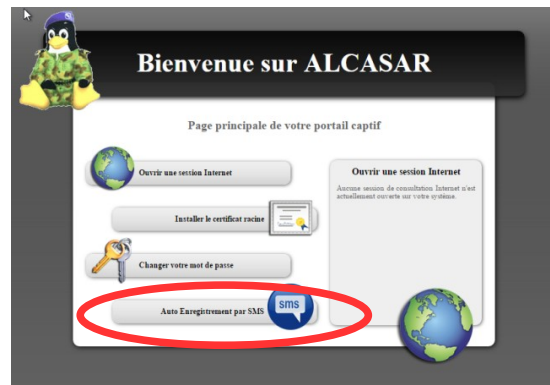 Bienvenue sur ALCASAR
Page principale de votre portail captif
Ouvrir une session Internet
Installer le certificat racine
Changer votre mot de passe
Auto Enregistrement par SMS
sms
Ouvrir une session Internet
Aucune session de consultation Internet n'est
actuellement ouverte sur votre système.